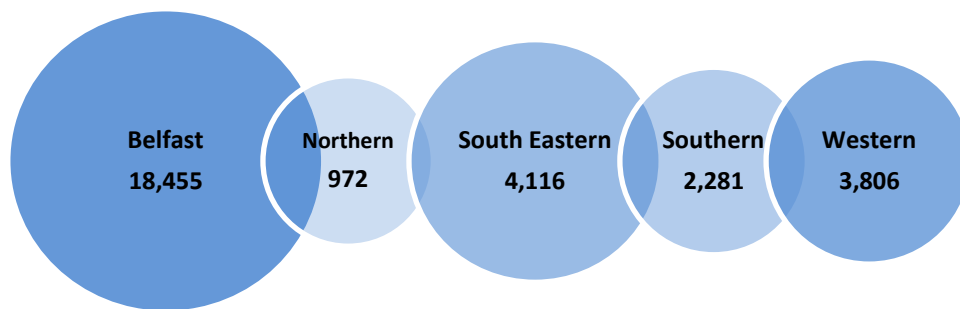 Belfast
18,455
Northern
972
South Eastern
4,116
Southern
2,281
Western
3,806